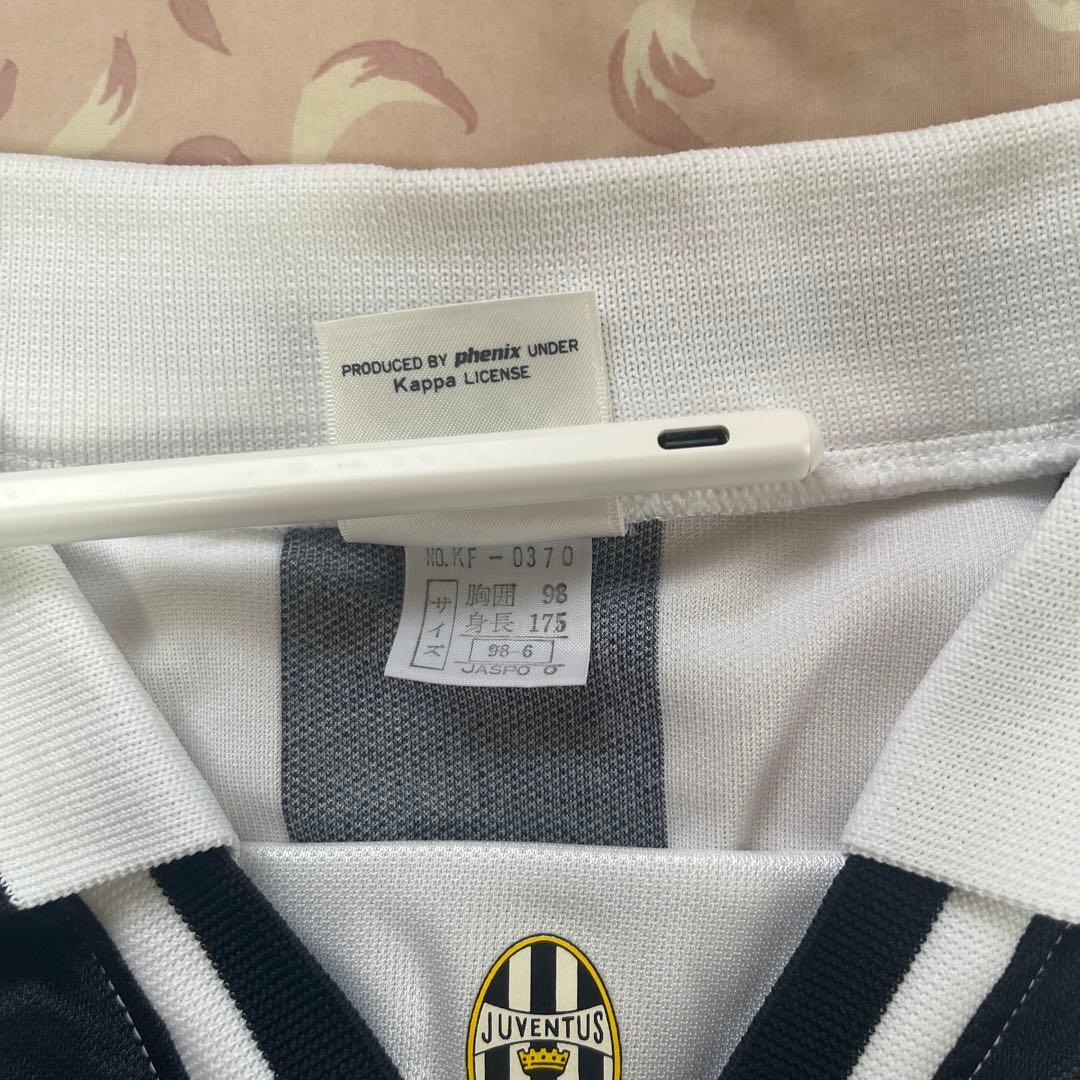 PRODUCED BY phenix UNDER
Kappa LICENSE
NO.KF-0370
サイズ
胸囲 98
身長 175
98-6
JASPO
JUVENTUS